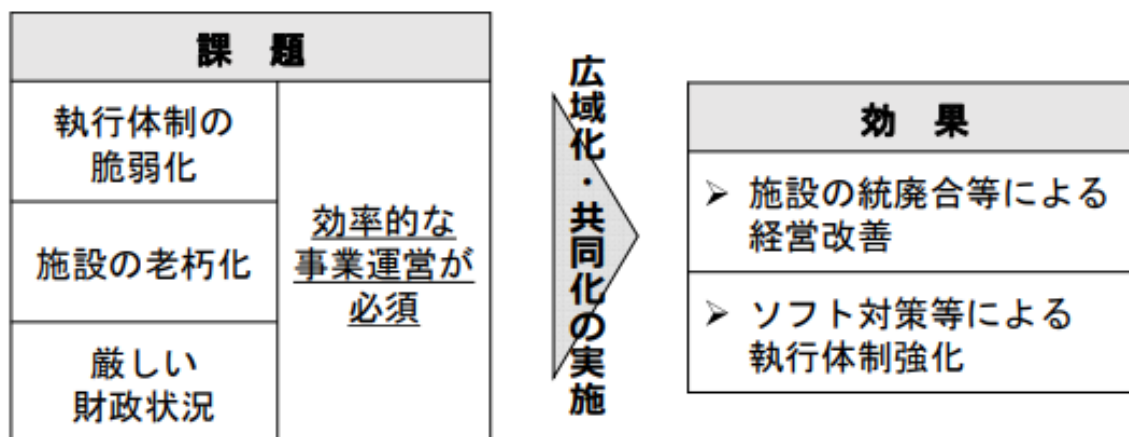 課 題
執行体制の
脆弱化
施設の老朽化
厳しい
財政状況
効率的な
事業運営が
必須
広域化・共同化の実施
効 果
➢ 施設の統廃合等による
経営改善
➢ ソフト対策等による
執行体制強化